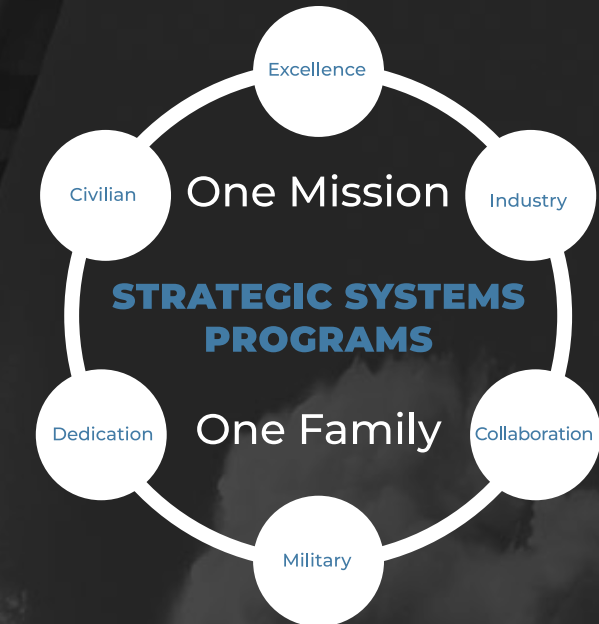 Excellence
Civilian
One Mission
Industry
STRATEGIC SYSTEMS
PROGRAMS
Dedication
One Family
Collaboration
Military